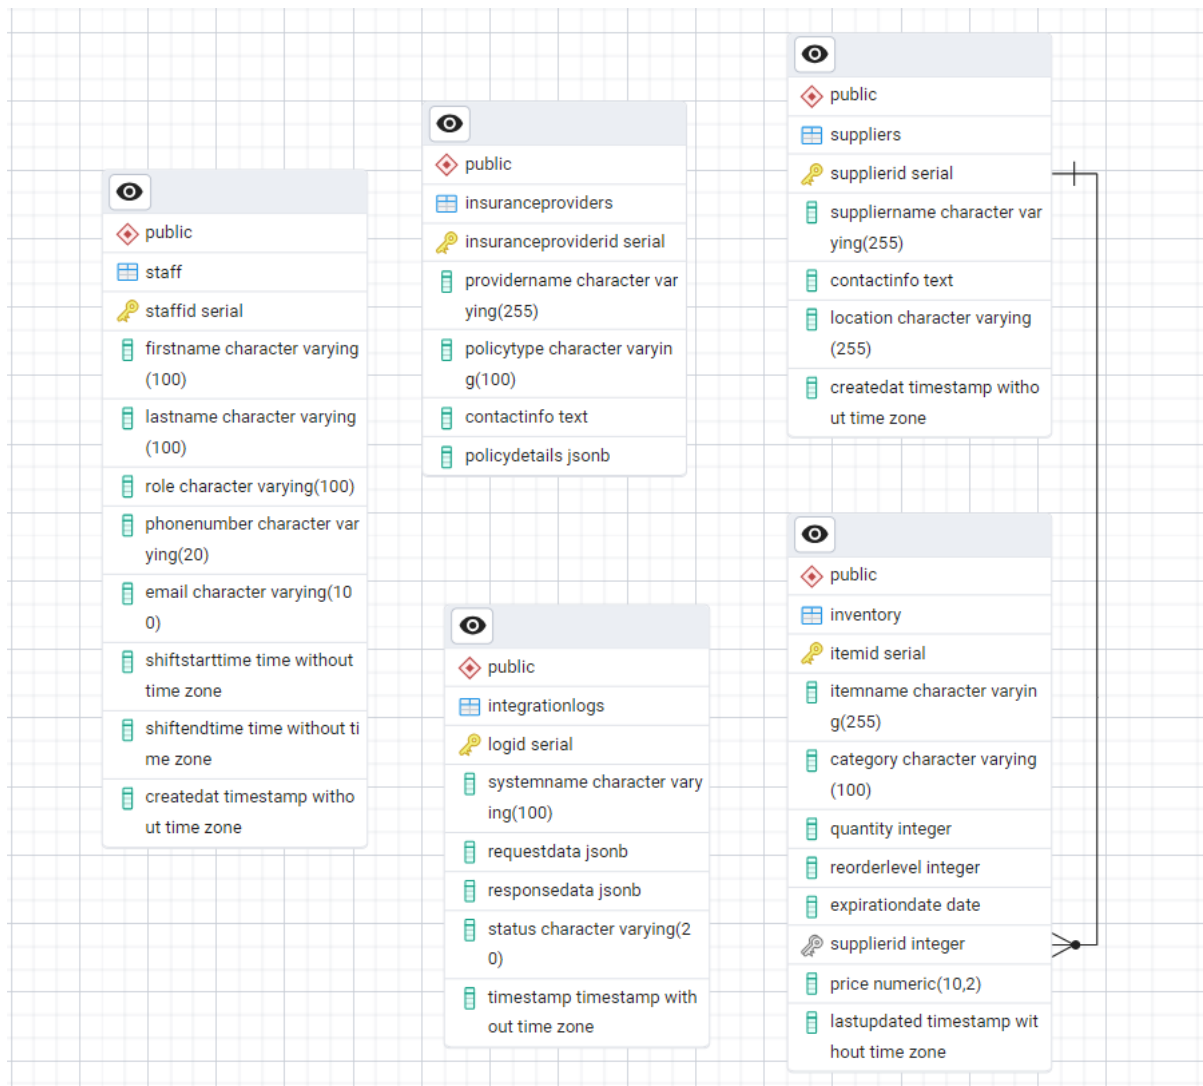 public
staff
staffid serial
firstname character varying
(100)
lastname character varying
(100)
role character varying(100)
phonenumber character var
ying(20)
email character varying(10
0)
shiftstarttime time without
time zone
shiftendtime time without ti
me zone
createdat timestamp witho
ut time zone
public
insuranceproviders
insuranceproviderid serial
providername character var
ying(255)
policytype character varyin
g(100)
contactinfo text
policydetails jsonb
public
integrationlogs
logid serial
systemname character vary
ing(100)
requestdata jsonb
responsedata jsonb
status character varying(2
0)
timestamp timestamp with
out time zone
public
suppliers
supplierid serial
suppliername character var
ying(255)
contactinfo text
location character varying
(255)
createdat timestamp witho
ut time zone
public
inventory
itemid serial
itemname character varyin
g(255)
category character varying
(100)
quantity integer
reorderlevel integer
expirationdate date
supplierid integer
price numeric(10,2)
lastupdated timestamp wit
hout time zone